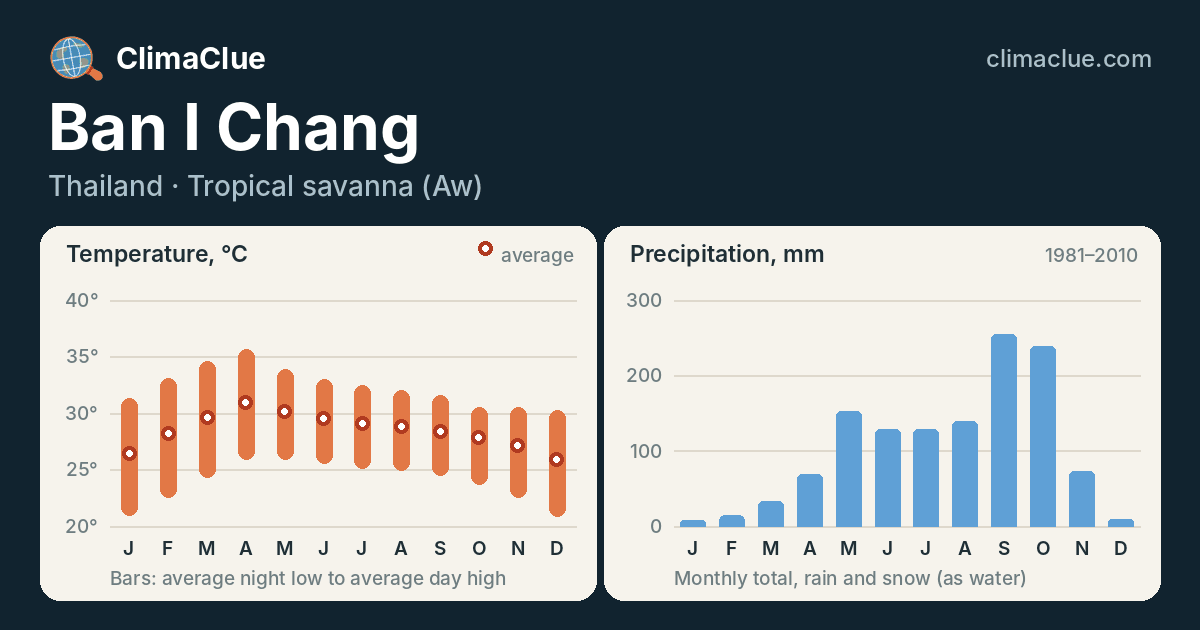 ClimaClue
climaclue.com
Ban I Chang
Thailand · Tropical savanna (Aw)
Temperature, °C
average
40°
35°
30°
25°
20°
J F M A M J J A S O N D
Bars: average night low to average day high
Precipitation, mm
1981–2010
300
200
100
0
J F M A M J J A S O N D
Monthly total, rain and snow (as water)